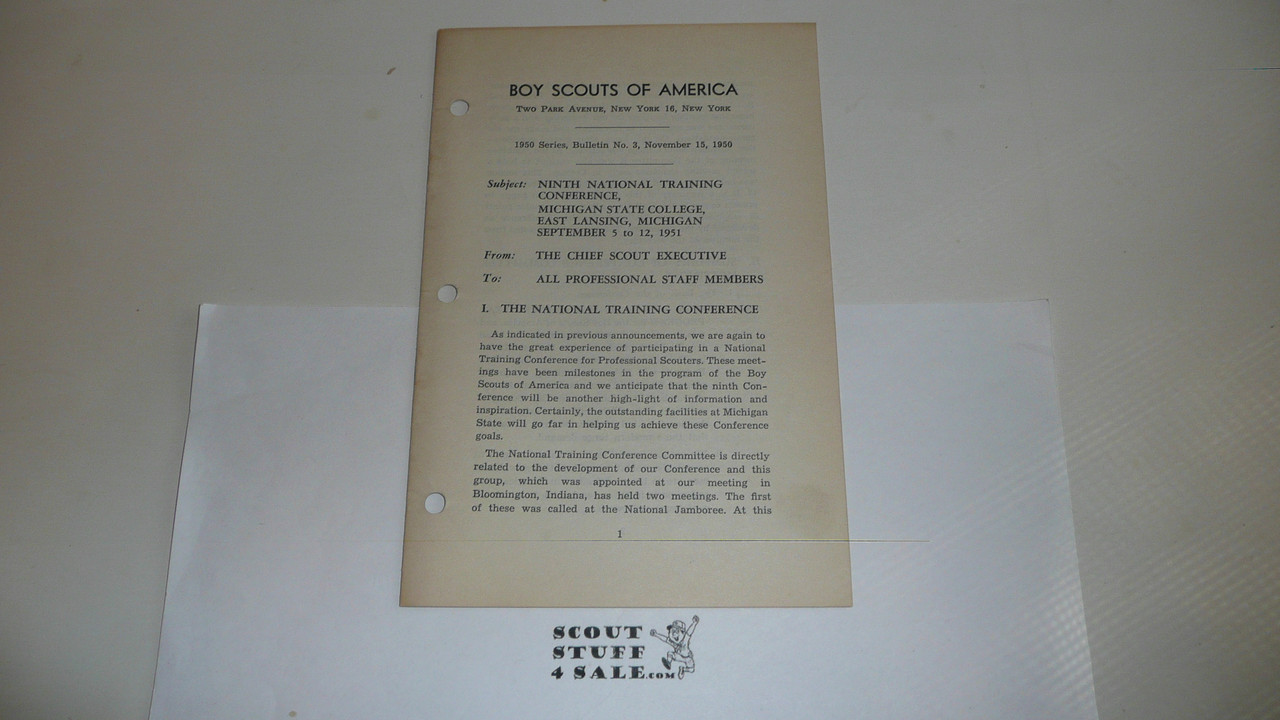 BOY SCOUTS OF AMERICA
Two Park Avenue, New York 16, New York
1950 Series, Bulletin No. 3, November 15, 1950
Subject: NINTH NATIONAL TRAINING
CONFERENCE,
MICHIGAN STATE COLLEGE,
EAST LANSING, MICHIGAN
SEPTEMBER 5 to 12, 1951
From: THE CHIEF SCOUT EXECUTIVE
To: ALL PROFESSIONAL STAFF MEMBERS
I. THE NATIONAL TRAINING CONFERENCE
As indicated in previous announcements, we are again to
have the great experience of participating in a National
Training Conference for Professional Scouters. These meet-
ings have been milestones in the program of the Boy
Scouts of America and we anticipate that the ninth Con-
ference will be another high-light of information and
inspiration. Certainly, the outstanding facilities at Michigan
State will go far in helping us achieve these Conference
goals.
The National Training Conference Committee is directly
related to the development of our Conference and this
group, which was appointed at our meeting in
Bloomington, Indiana, has held two meetings. The first
of these was called at the National Jamboree. At this
1
SCOUT
STUFF
4 SALE.COM